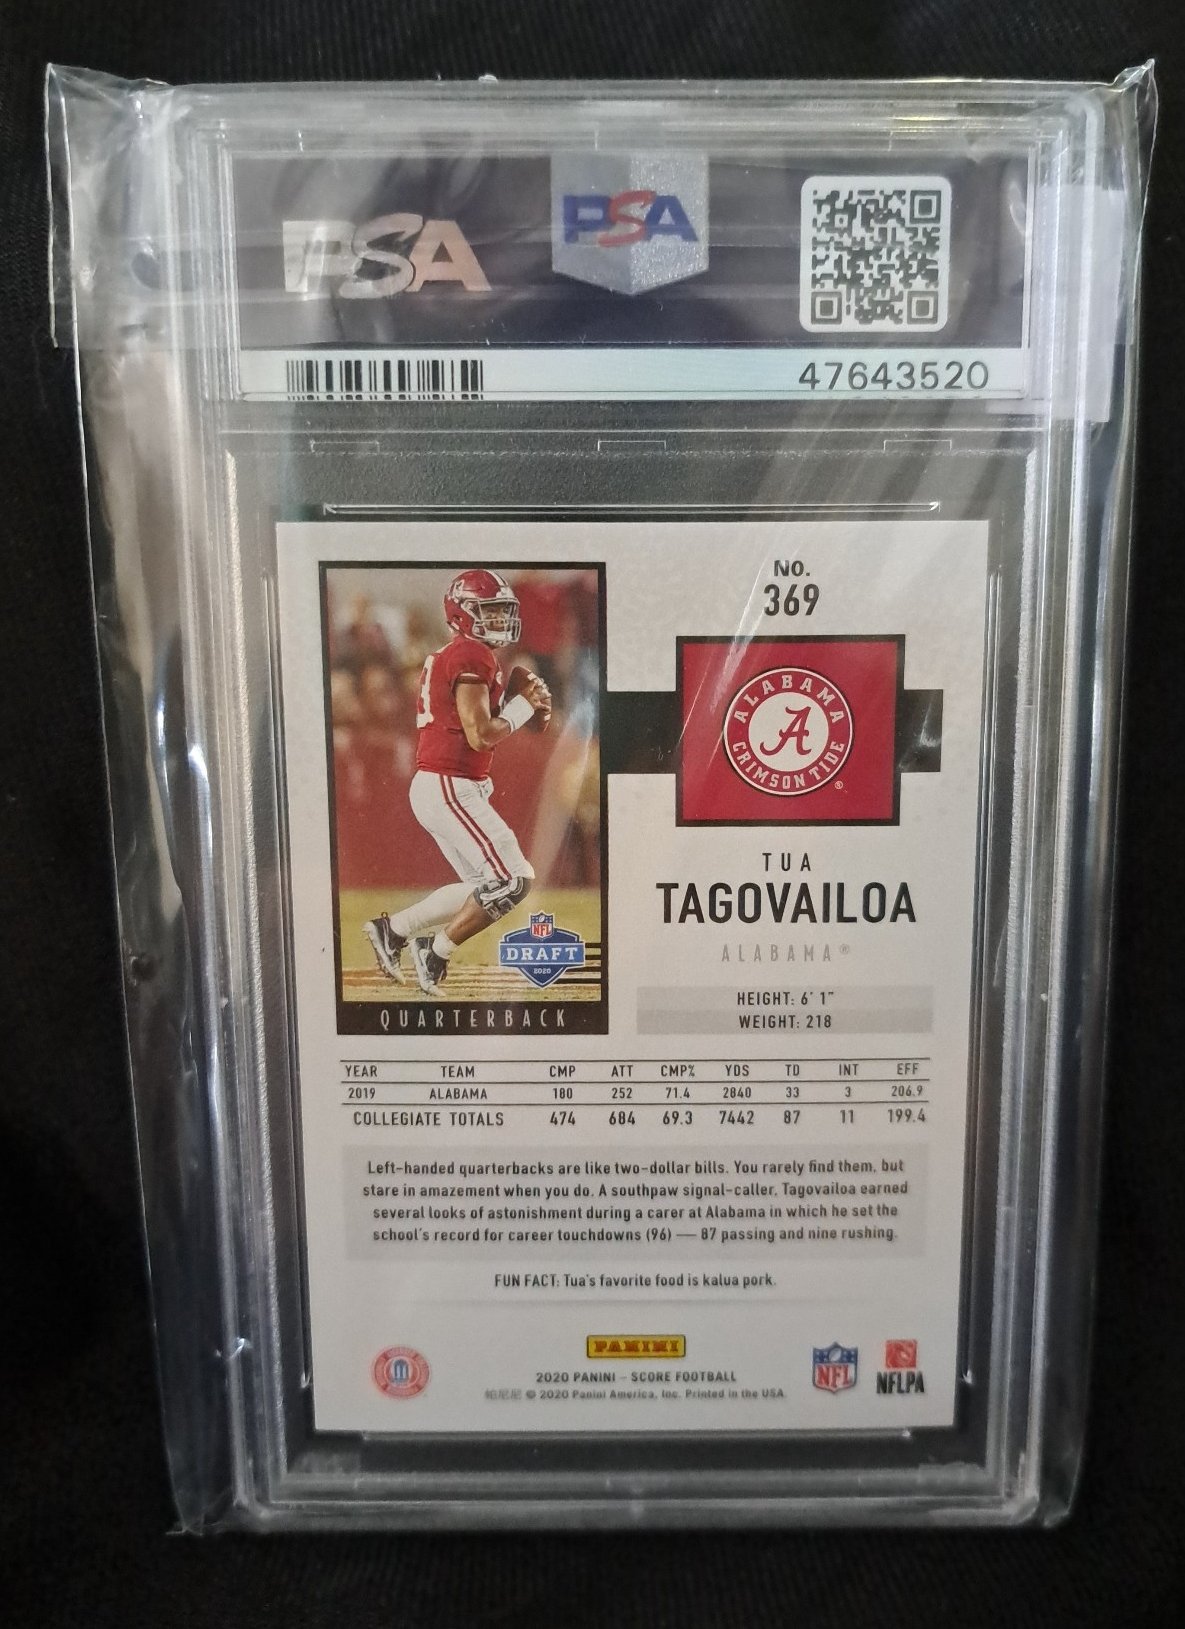 PSA
PSA
47643520
NO.
369
ALABAMA
A
CRIMSON TIDE
®
TUA
TAGOVAILOA
ALABAMA®
NFL
DRAFT
2020
QUARTERBACK
HEIGHT: 6' 1"
WEIGHT: 218
YEAR TEAM CMP ATT CMP% YDS TD INT EFF
2019 ALABAMA 180 252 71.4 2840 33 3 206.9
COLLEGIATE TOTALS 474 684 69.3 7442 87 11 199.4
Left-handed quarterbacks are like two-dollar bills. You rarely find them, but
stare in amazement when you do. A southpaw signal-caller, Tagovailoa earned
several looks of astonishment during a carer at Alabama in which he set the
school's record for career touchdowns (96) — 87 passing and nine rushing.
FUN FACT: Tua's favorite food is kalua pork.
PANINI
2020 PANINI – SCORE FOOTBALL
帕尼尼 © 2020 Panini America, Inc. Printed in the USA.
NFL
NFLPA